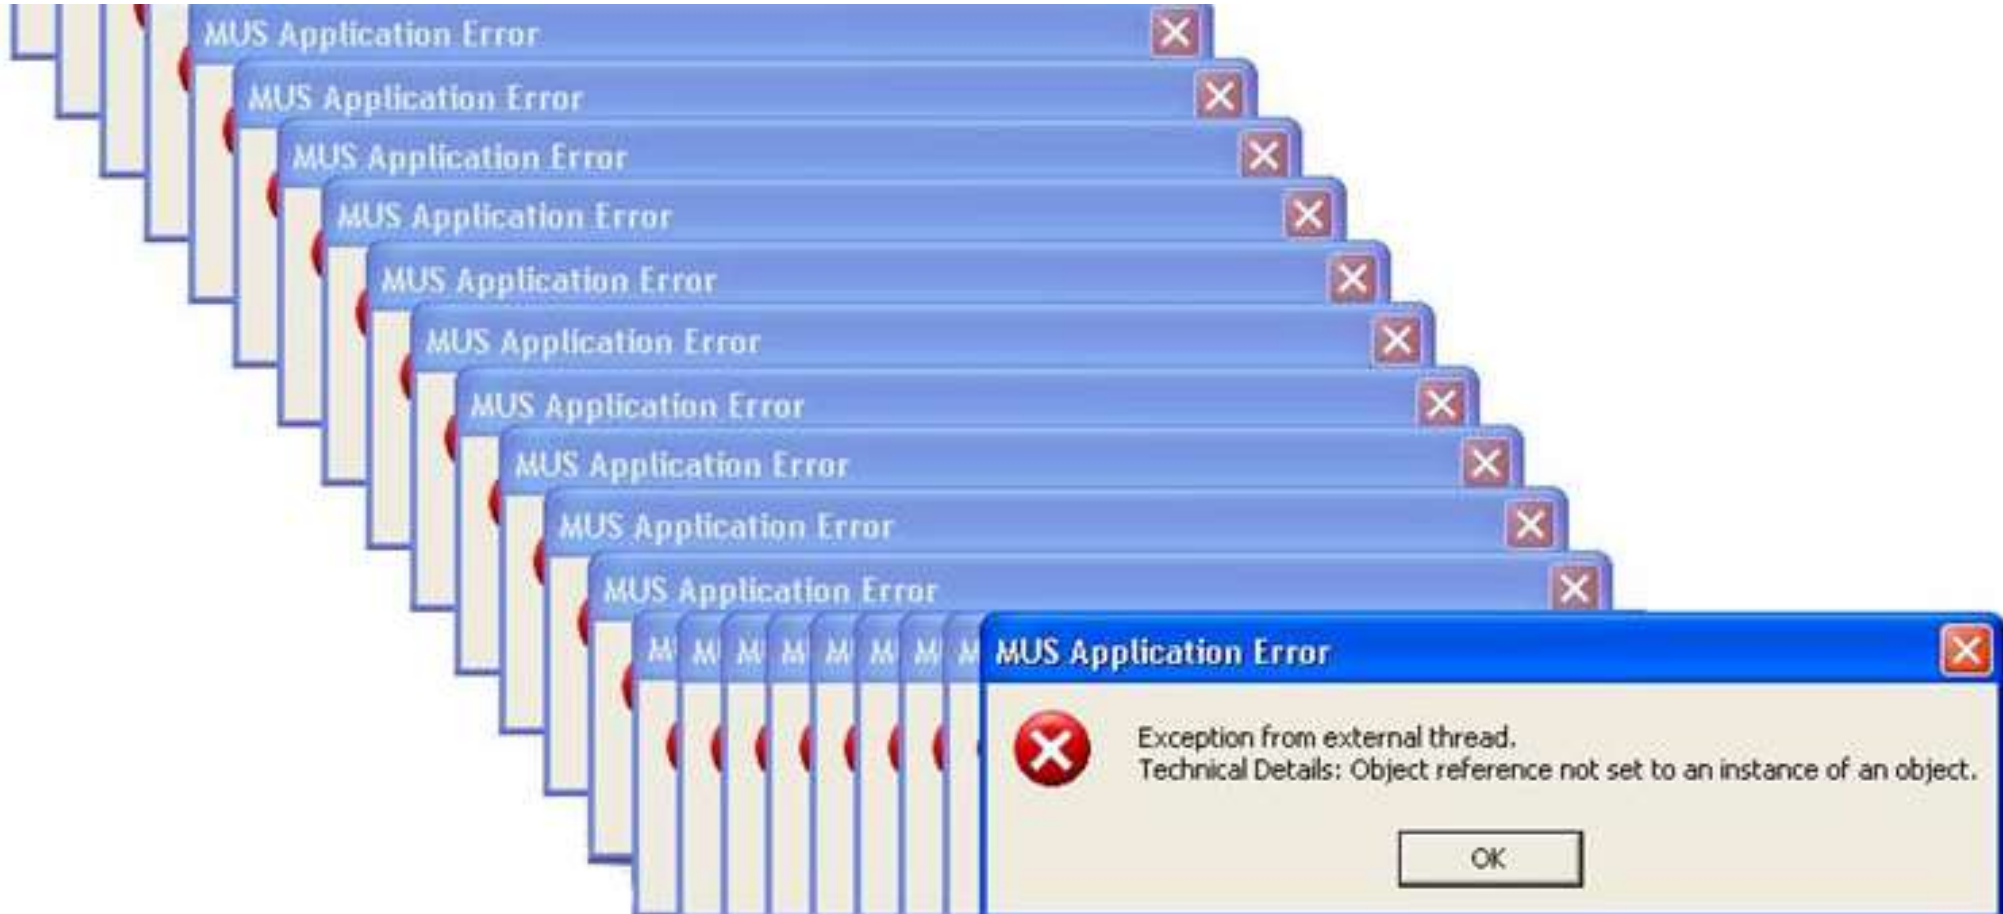 MUS Application Error
MUS Application Error
MUS Application Error
MUS Application Error
MUS Application Error
MUS Application Error
MUS Application Error
MUS Application Error
MUS Application Error
MUS Application Error
M M M M M M M M MUS Application Error
Exception from external thread.
Technical Details: Object reference not set to an instance of an object.
OK